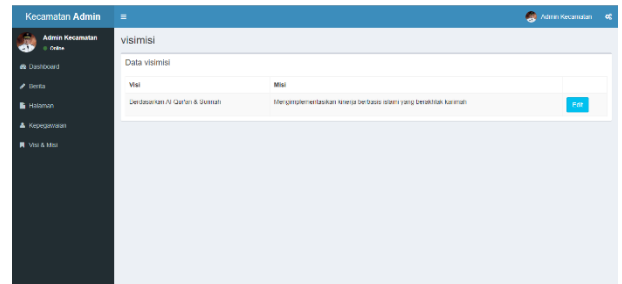 Kecamatan Admin
Admin Kecamatan
Admin Kecamatan
Online
visimisi
Dashboard
Data visimisi
Berita
Visi Misi
Halaman
Berdasarkan Al Qur'an & Sunnah Mengimplementasikan kinerja berbasis islami yang berakhlak karimah Edit
Kepegawaian
Visi & Misi